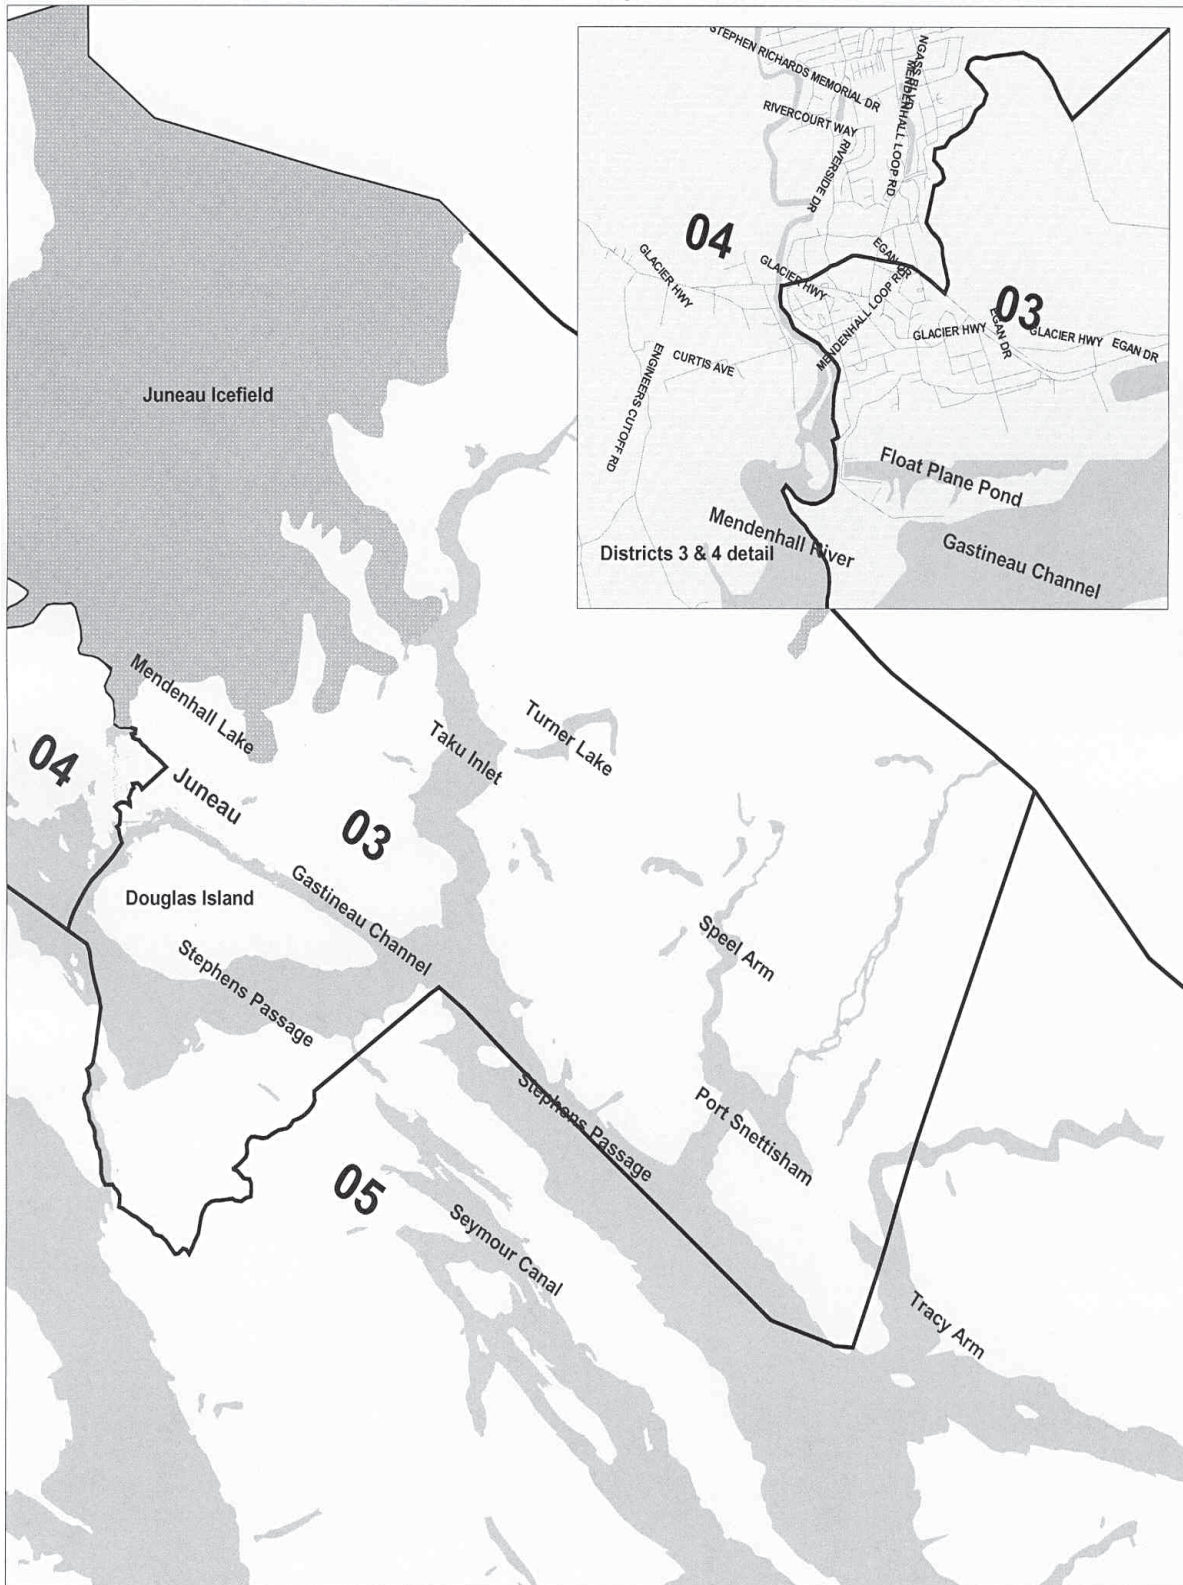 STEPHEN RICHARDS MEMORIAL DR
MENDENHALL LOOP RD
RIVERCOURT WAY
RIVERSIDE DR
04
EGAN DR
GLACIER HWY
GLACIER HWY
MENDENHALL LOOP RD
03
GLACIER HWY
EGAN DR
GLACIER HWY
EGAN DR
CURTIS AVE
ENGINEERS CUTOFF RD
Float Plane Pond
Mendenhall River
Gastineau Channel
Districts 3 & 4 detail
Juneau Icefield
Mendenhall Lake
Turner Lake
Taku Inlet
04
Juneau
03
Douglas Island
Gastineau Channel
Speel Arm
Stephens Passage
Stephens Passage
Port Snettisham
05
Seymour Canal
Tracy Arm